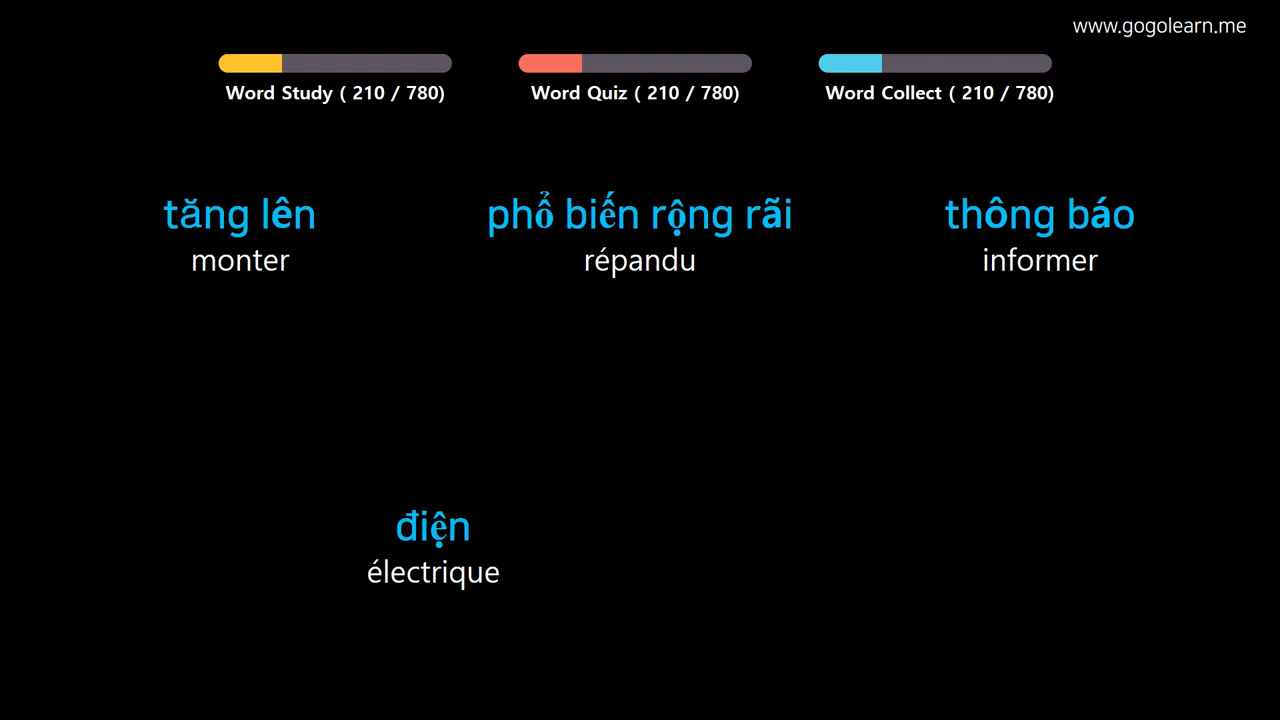 www.gogolearn.me
Word Study ( 210 / 780)
Word Quiz ( 210 / 780)
Word Collect ( 210 / 780)
tăng lên
monter
phổ biến rộng rãi
répandu
thông báo
informer
điện
électrique